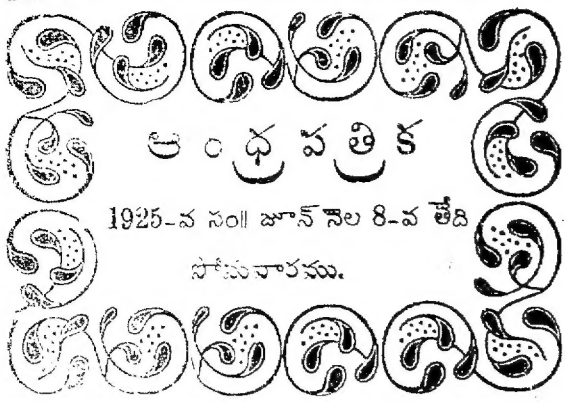 ఆంధ్రపత్రిక
1925-వ సం॥ జూన్ నెల 8-వ తేది
సోమవారము.